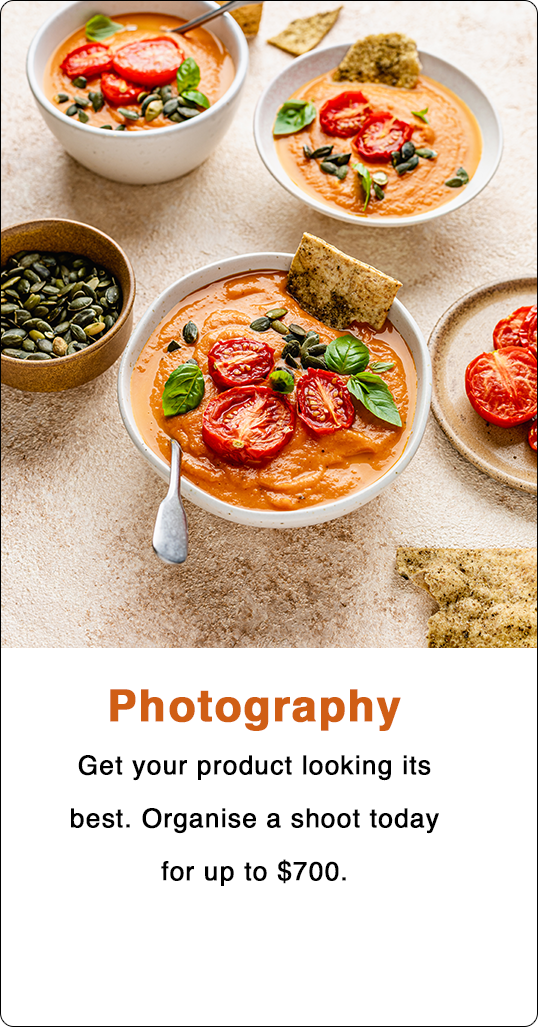 Photography
Get your product looking its
best. Organise a shoot today
for up to $700.